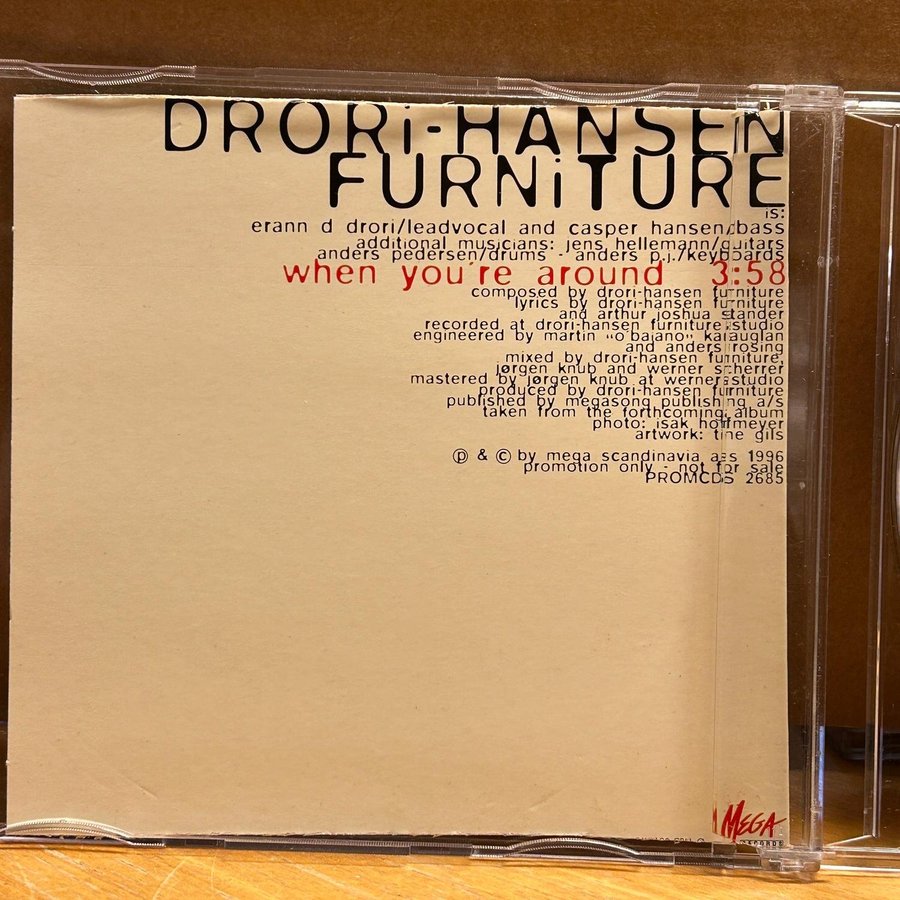 DRORi-HANSEN
FURNiTURE
is:
erann d drori/leadvocal and casper hansen/bass
additional musicians: jens hellemann/guitars
anders pedersen/drums - anders p.j./keyboards
when you're around 3:58
composed by drori-hansen furniture
lyrics by drori-hansen furniture
and arthur joshua stander
recorded at drori-hansen furniture studio
engineered by martin "o'bajano" karauglan
and anders rosing
mixed by drori-hansen furniture,
jørgen knub and werner scherrer
mastered by jørgen knub at werners studio
produced by drori-hansen furniture
published by megasong publishing a/s
taken from the forthcoming album
photo: isak hoffmeyer
artwork: tine gils
℗ & © by mega scandinavia a/s 1996
promotion only - not for sale
PROMCDS 2685
MEGA
RECORDS